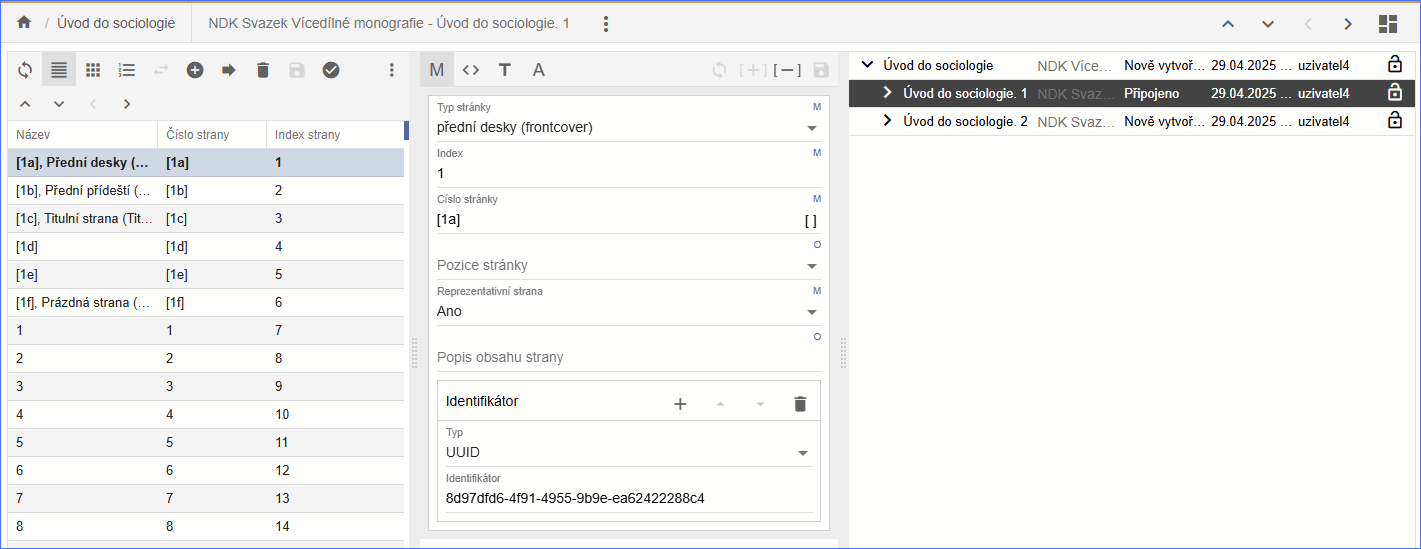 / Úvod do sociologie NDK Svazek Vícedílné monografie - Úvod do sociologie. 1
M T A [+] [—]
Název Číslo strany Index strany
[1a], Přední desky (... [1a] 1
[1b], Přední přídeští (... [1b] 2
[1c], Titulní strana (Tit... [1c] 3
[1d] [1d] 4
[1e] [1e] 5
[1f], Prázdná strana (... [1f] 6
1 1 7
2 2 8
3 3 9
4 4 10
5 5 11
6 6 12
7 7 13
8 8 14
Typ stránky M
přední desky (frontcover)
Index M
1
Číslo stránky M
[1a] [ ]
O
Pozice stránky
Reprezentativní strana M
Ano
O
Popis obsahu strany
Identifikátor
Typ
UUID
Identifikátor
8d97dfd6-4f91-4955-9b9e-ea62422288c4
Úvod do sociologie NDK Více... Nově vytvoř... 29.04.2025 ... uzivatel4
Úvod do sociologie. 1 NDK Svaz... Připojeno 29.04.2025 ... uzivatel4
Úvod do sociologie. 2 NDK Svaz... Nově vytvoř... 29.04.2025 ... uzivatel4